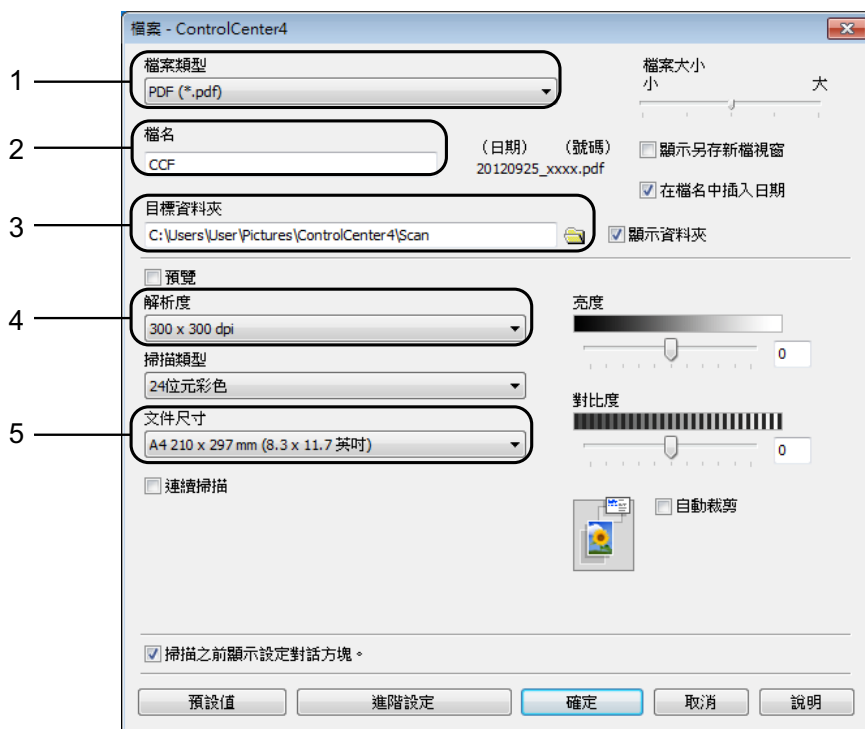 檔案 - ControlCenter4
1
檔案類型
PDF (*.pdf)
檔案大小
小 大
2
檔名
CCF
(日期) (號碼)
20120925_xxxx.pdf
顯示另存新檔視窗
在檔名中插入日期
3
目標資料夾
C:\Users\User\Pictures\ControlCenter4\Scan
顯示資料夾
預覽
4
解析度
300 x 300 dpi
掃描類型
24位元彩色
5
文件尺寸
A4 210 x 297 mm (8.3 x 11.7 英吋)
連續掃描
亮度
0
對比度
0
自動裁剪
掃描之前顯示設定對話方塊。
預設值 進階設定 確定 取消 說明